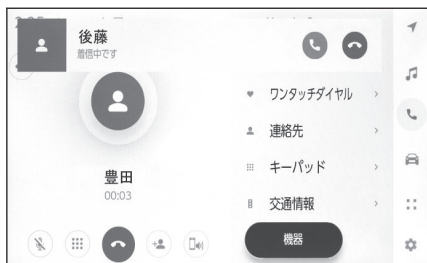 後藤
着信中です
豊田
00:03
ワンタッチダイヤル
連絡先
キーパッド
交通情報
機器